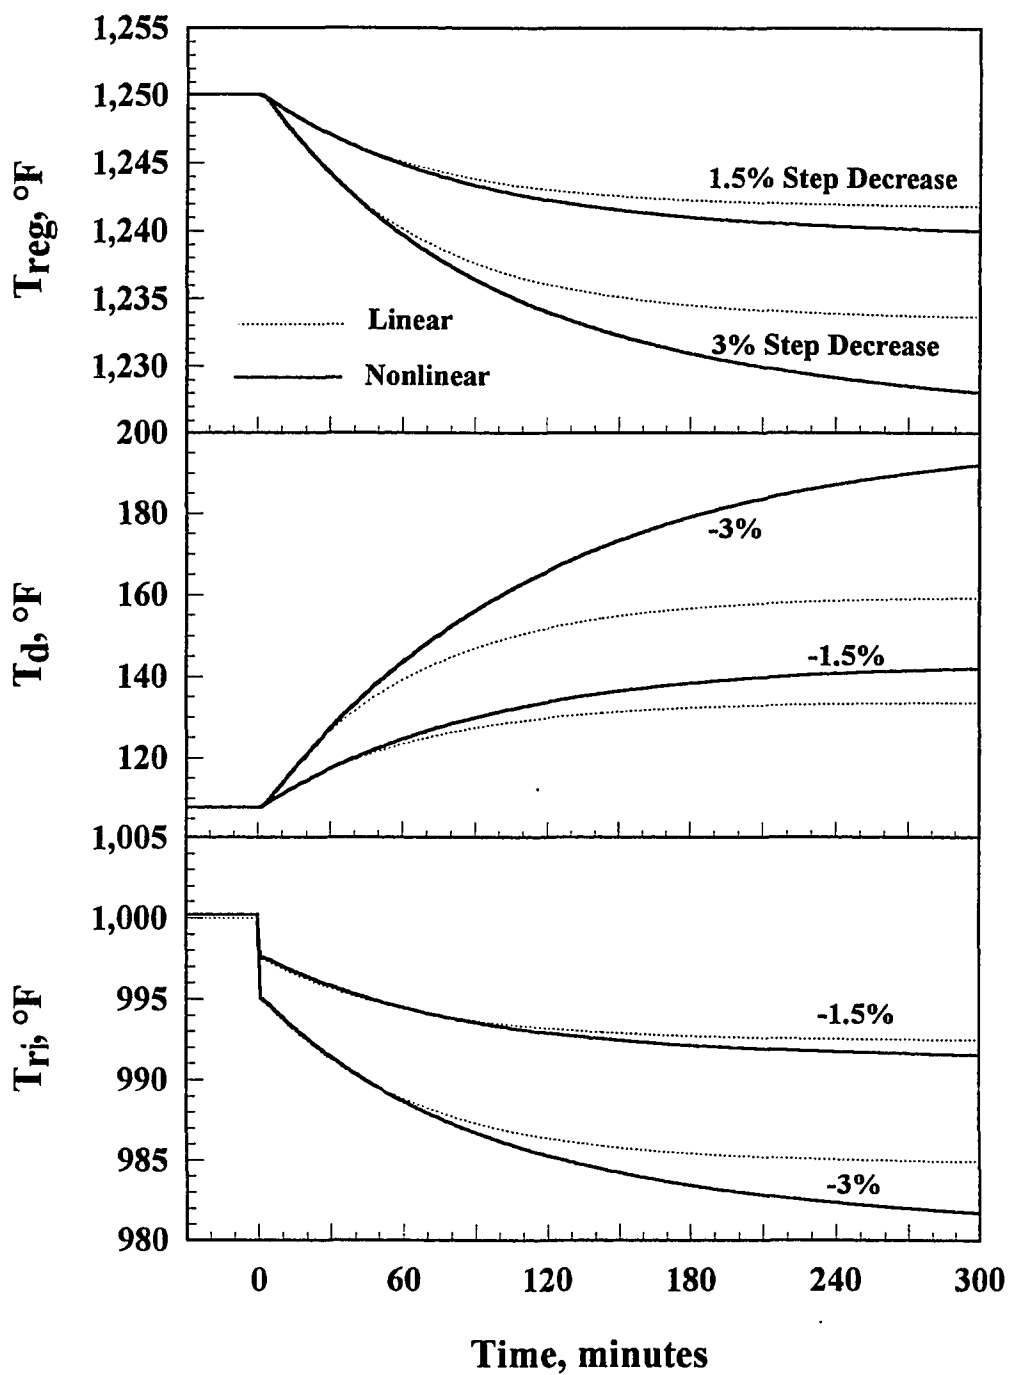 1,255
1,250
1,245
1,240
1,235
1,230
Treg, °F
1.5% Step Decrease
Linear
3% Step Decrease
Nonlinear
200
180
160
140
120
Td, °F
-3%
-1.5%
1,005
1,000
995
990
985
980
Tri, °F
-1.5%
-3%
0 60 120 180 240 300
Time, minutes